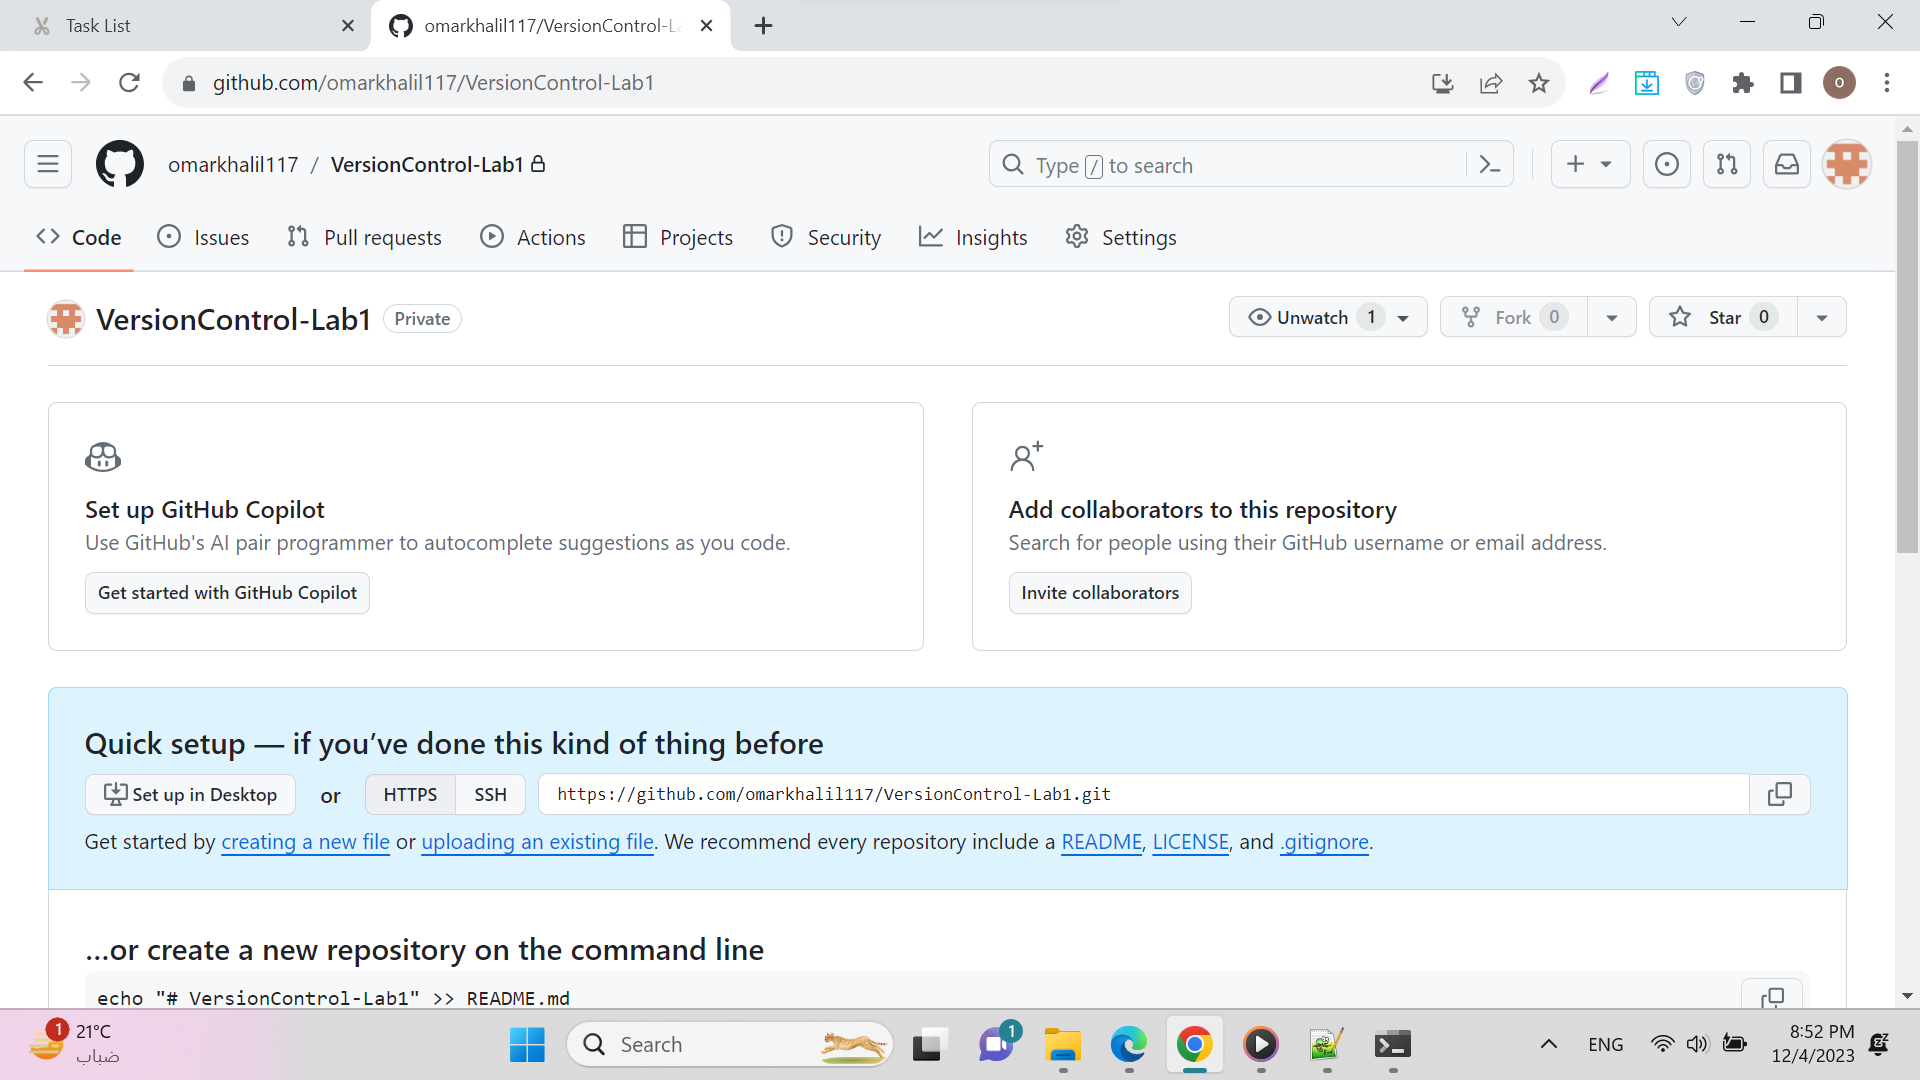 Task List
omarkhalil117/VersionControl-La
github.com/omarkhalil117/VersionControl-Lab1
O
omarkhalil117 / VersionControl-Lab1
Type / to search
Code Issues Pull requests Actions Projects Security Insights Settings
VersionControl-Lab1 Private
Unwatch 1 Fork 0 Star 0
Set up GitHub Copilot
Use GitHub's AI pair programmer to autocomplete suggestions as you code.
Get started with GitHub Copilot
Add collaborators to this repository
Search for people using their GitHub username or email address.
Invite collaborators
Quick setup — if you’ve done this kind of thing before
Set up in Desktop or HTTPS SSH https://github.com/omarkhalil117/VersionControl-Lab1.git
Get started by creating a new file or uploading an existing file. We recommend every repository include a README, LICENSE, and .gitignore.
…or create a new repository on the command line
echo "# VersionControl-Lab1" >> README.md
1
21°C
ضباب
Search
1
ENG
8:52 PM
12/4/2023